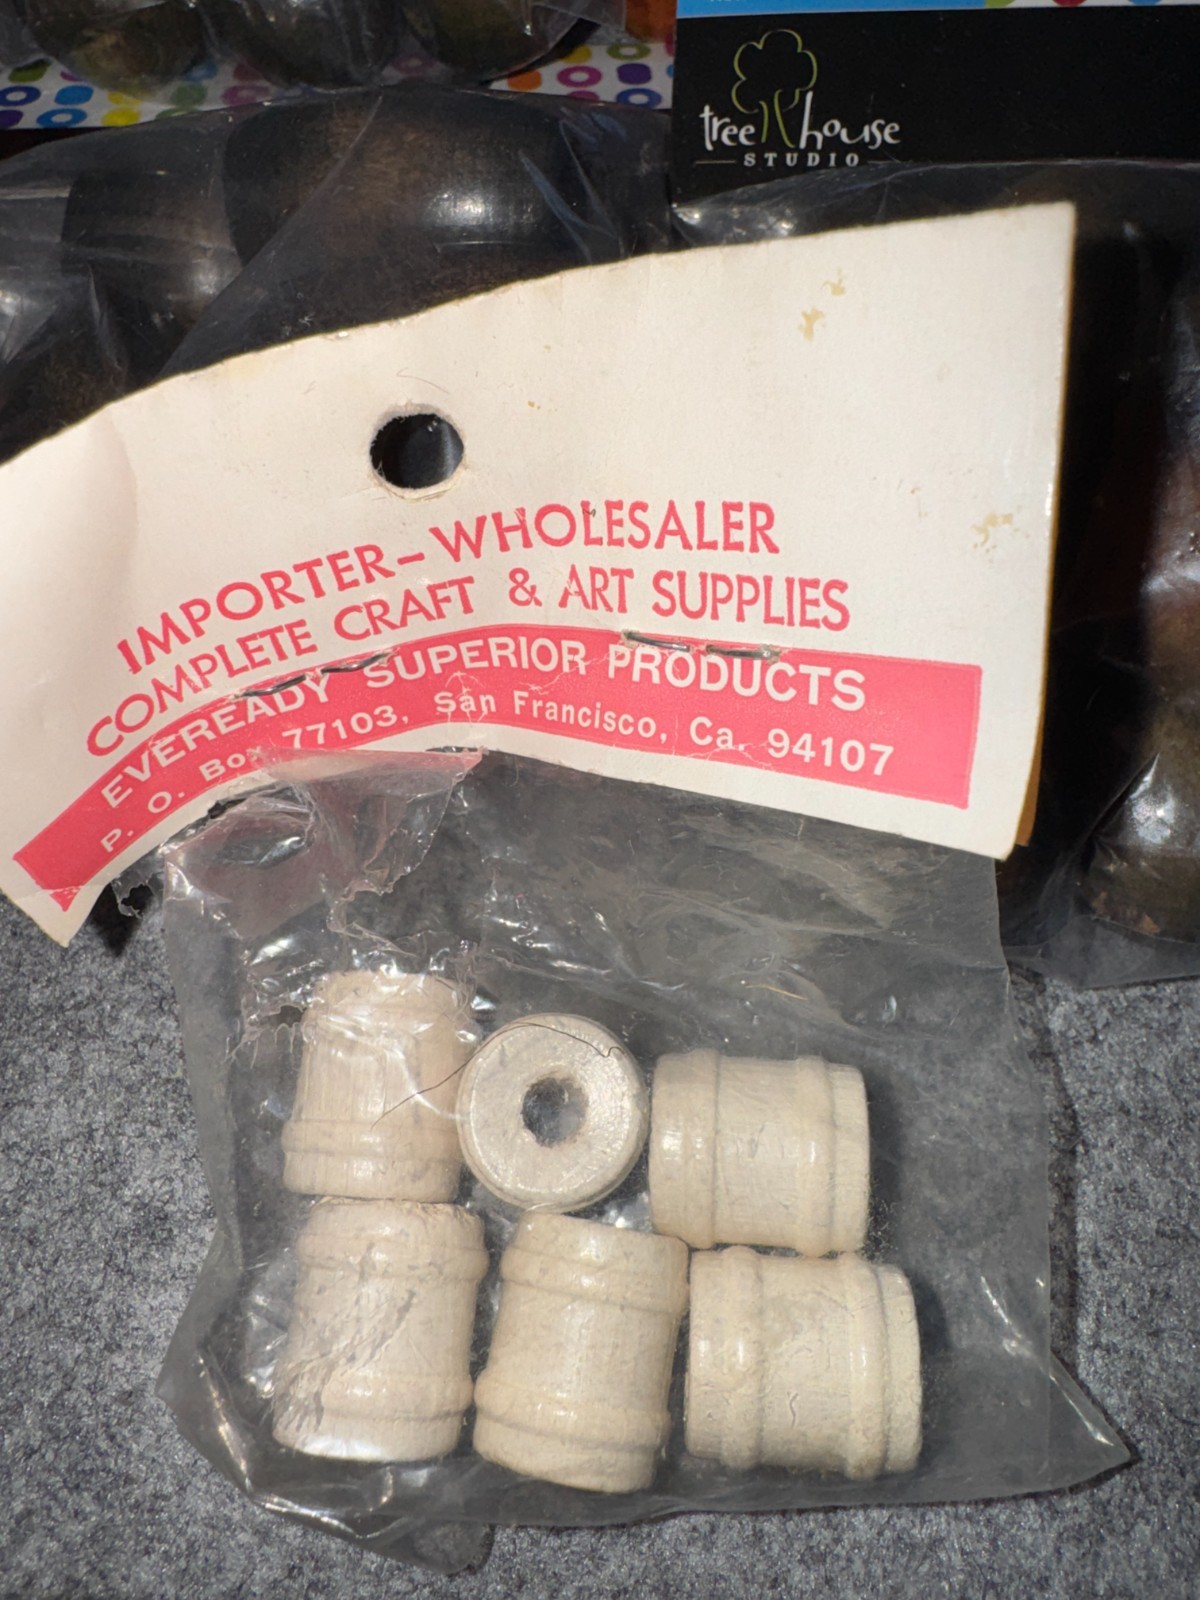 tree house
STUDIO
IMPORTER-WHOLESALER
COMPLETE CRAFT & ART SUPPLIES
EVEREADY SUPERIOR PRODUCTS
P. O. Box 77103, San Francisco, Ca. 94107